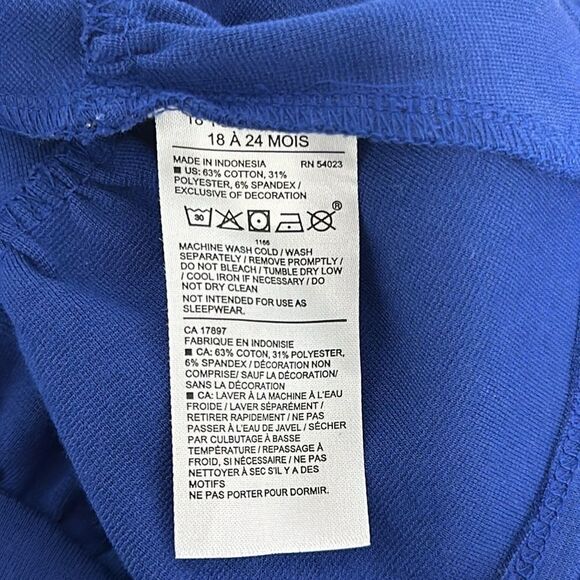 18 À 24 MOIS
MADE IN INDONESIA RN 54023
■ US: 63% COTTON, 31%
POLYESTER, 6% SPANDEX /
EXCLUSIVE OF DECORATION
30 ®
1166
MACHINE WASH COLD / WASH
SEPARATELY / REMOVE PROMPTLY /
DO NOT BLEACH / TUMBLE DRY LOW
/ COOL IRON IF NECESSARY / DO
NOT DRY CLEAN
NOT INTENDED FOR USE AS
SLEEPWEAR.
CA 17897
FABRIQUE EN INDONISIE
■ CA: 63% COTON, 31% POLYESTER,
6% SPANDEX / DÉCORATION NON
COMPRISE/ SAUF LA DÉCORATION/
SANS LA DÉCORATION
■ CA: LAVER À LA MACHINE À L'EAU
FROIDE / LAVER SÉPARÉMENT /
RETIRER RAPIDEMENT / NE PAS
PASSER À L'EAU DE JAVEL / SÉCHER
PAR CULBUTAGE À BASSE
TEMPÉRATURE / REPASSAGE À
FROID, SI NÉCESSAIRE / NE PAS
NETTOYER À SEC S'IL Y A DES
MOTIFS
NE PAS PORTER POUR DORMIR.